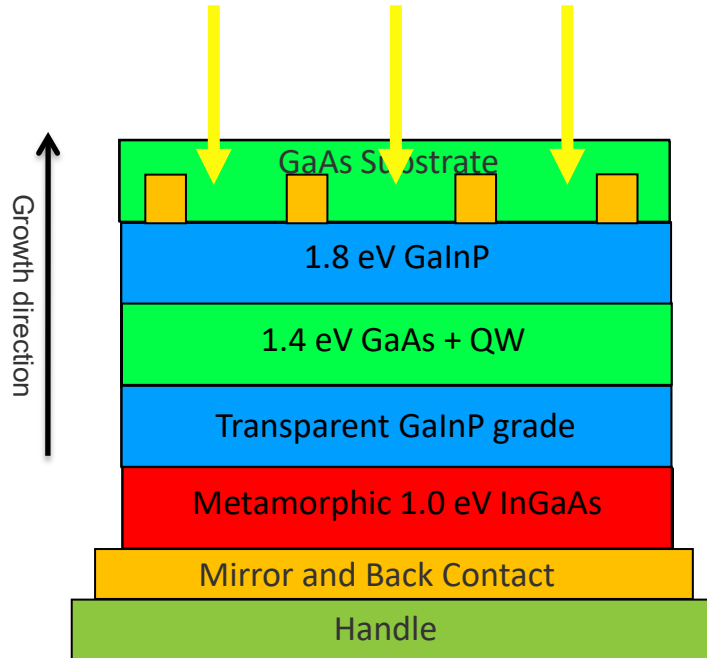 GaAs Substrate
Growth direction
1.8 eV GaInP
1.4 eV GaAs + QW
Transparent GaInP grade
Metamorphic 1.0 eV InGaAs
Mirror and Back Contact
Handle